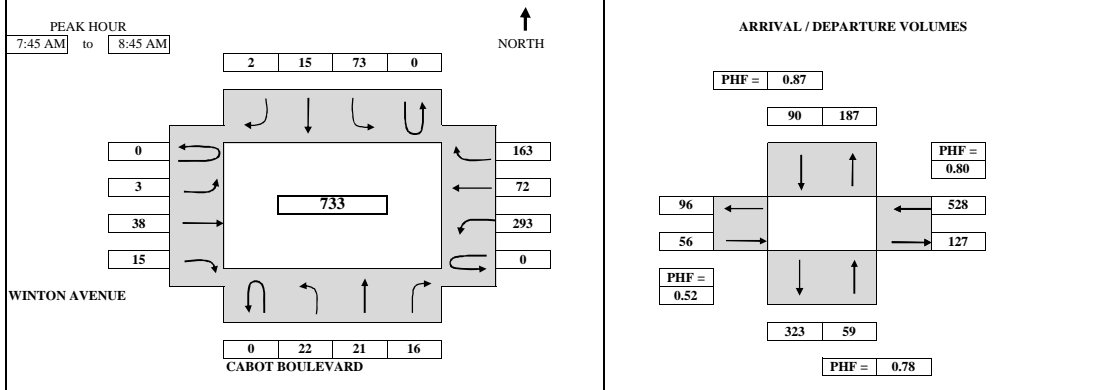 PEAK HOUR
7:45 AM to 8:45 AM
NORTH
2 15 73 0
0 163
3 72
733
38 293
15 0
WINTON AVENUE
0 22 21 16
CABOT BOULEVARD
ARRIVAL / DEPARTURE VOLUMES
PHF = 0.87
90 187
PHF =
0.80
96 528
56 127
PHF =
0.52
323 59
PHF = 0.78